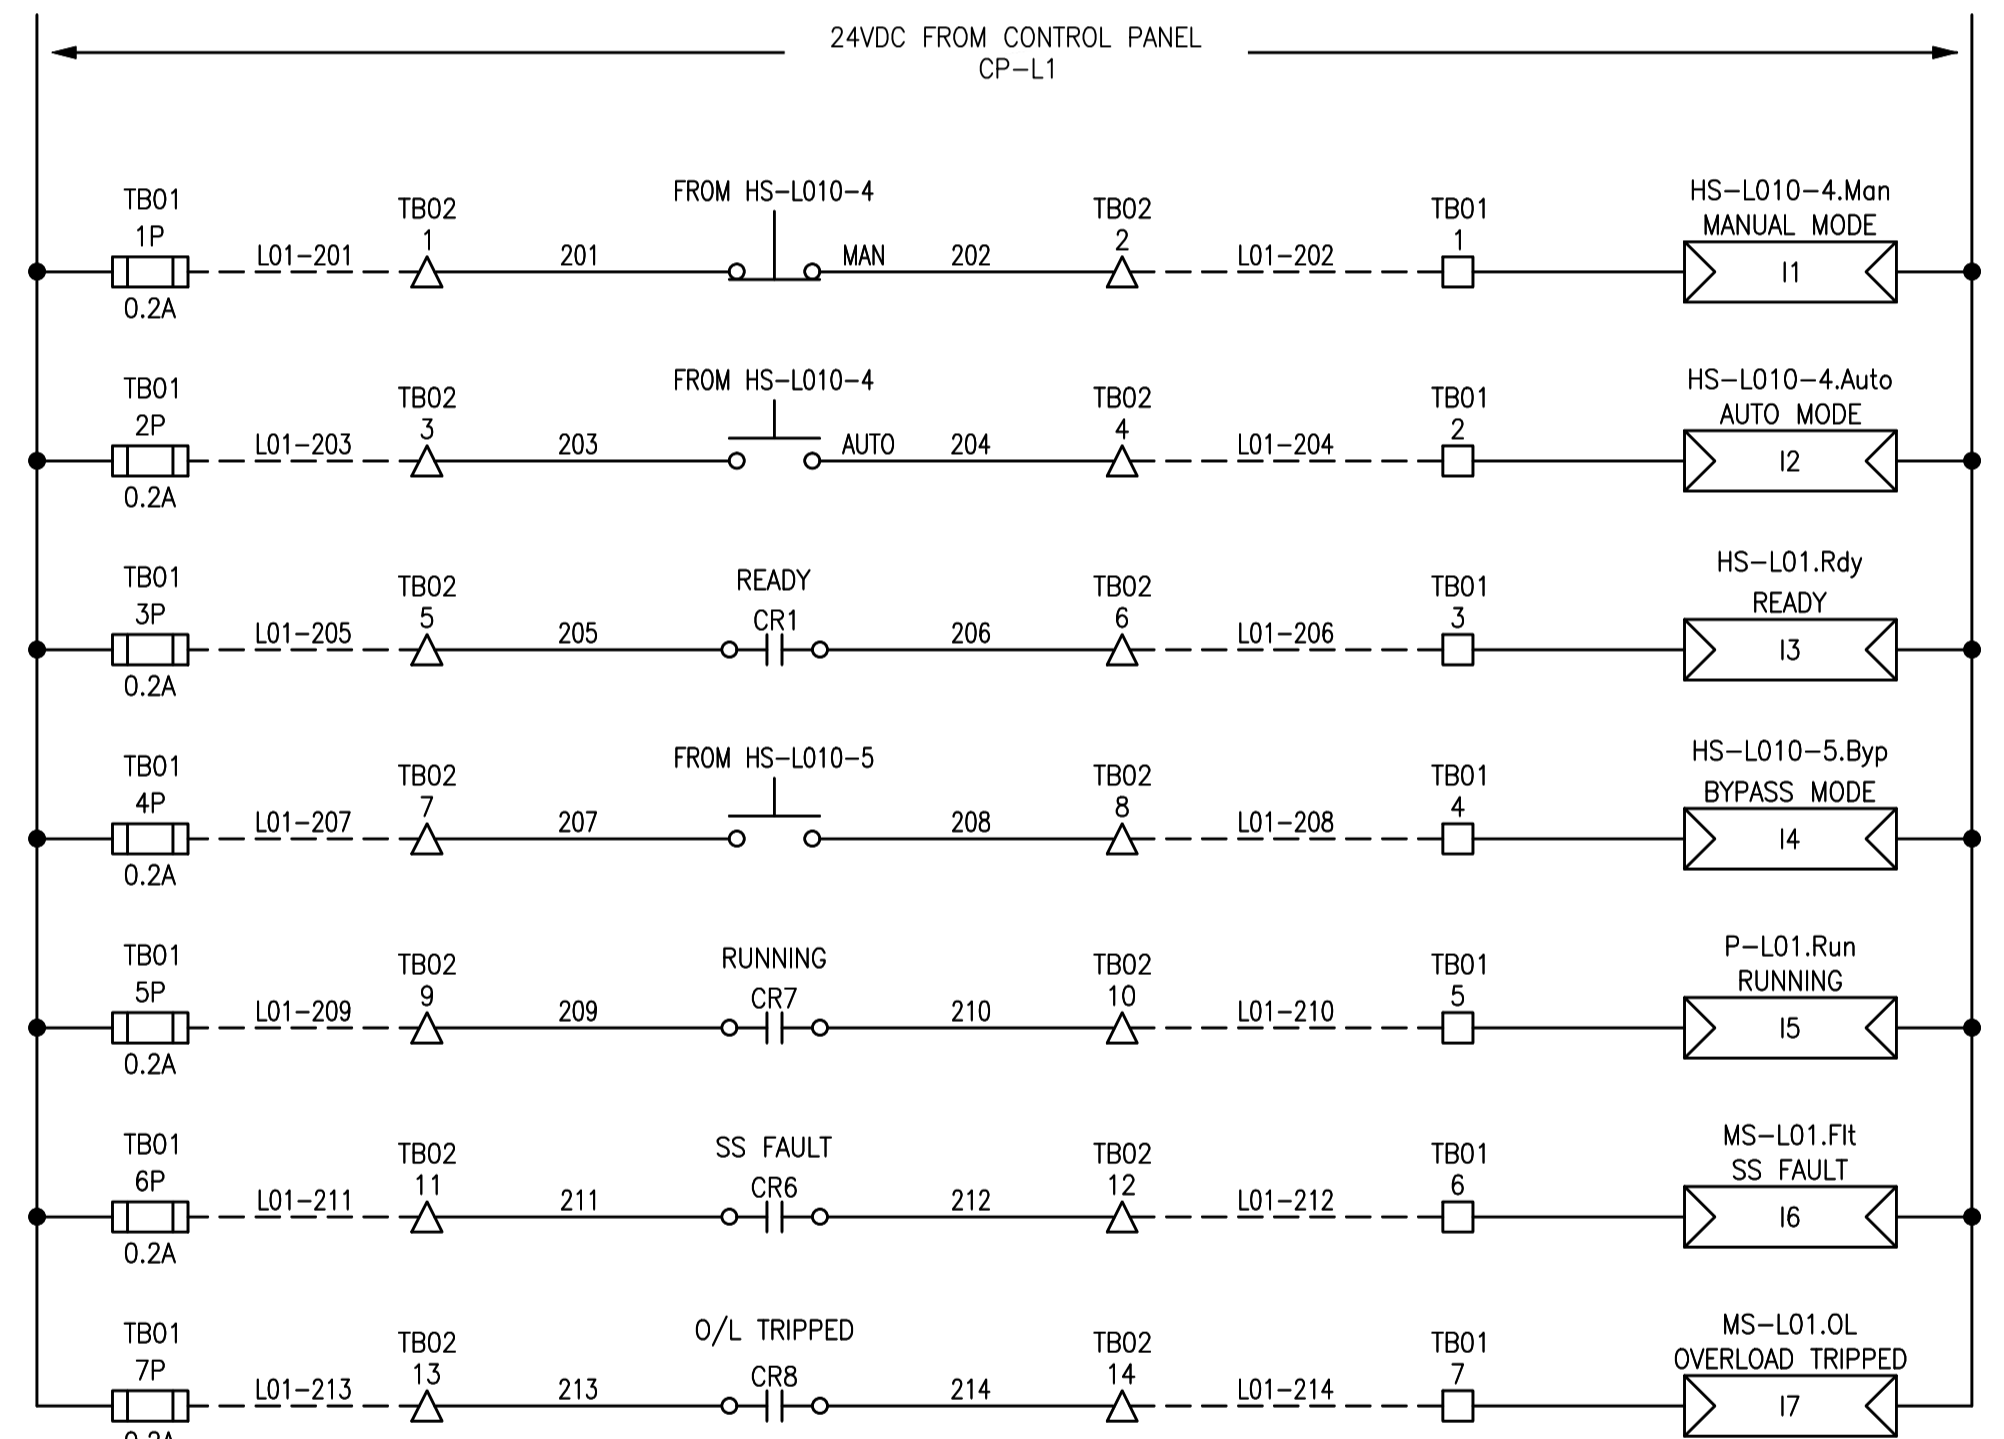 24VDC FROM CONTROL PANEL
CP-L1
TB01
1P
0.2A
L01-201
TB02
1
201
FROM HS-L010-4
MAN
202
TB02
2
L01-202
TB01
1
HS-L010-4.Man
MANUAL MODE
I1
TB01
2P
0.2A
L01-203
TB02
3
203
FROM HS-L010-4
AUTO
204
TB02
4
L01-204
TB01
2
HS-L010-4.Auto
AUTO MODE
I2
TB01
3P
0.2A
L01-205
TB02
5
205
READY
CR1
206
TB02
6
L01-206
TB01
3
HS-L01.Rdy
READY
I3
TB01
4P
0.2A
L01-207
TB02
7
207
FROM HS-L010-5
208
TB02
8
L01-208
TB01
4
HS-L010-5.Byp
BYPASS MODE
I4
TB01
5P
0.2A
L01-209
TB02
9
209
RUNNING
CR7
210
TB02
10
L01-210
TB01
5
P-L01.Run
RUNNING
I5
TB01
6P
0.2A
L01-211
TB02
11
211
SS FAULT
CR6
212
TB02
12
L01-212
TB01
6
MS-L01.Flt
SS FAULT
I6
TB01
7P
L01-213
TB02
13
213
O/L TRIPPED
CR8
214
TB02
14
L01-214
TB01
7
MS-L01.OL
OVERLOAD TRIPPED
I7